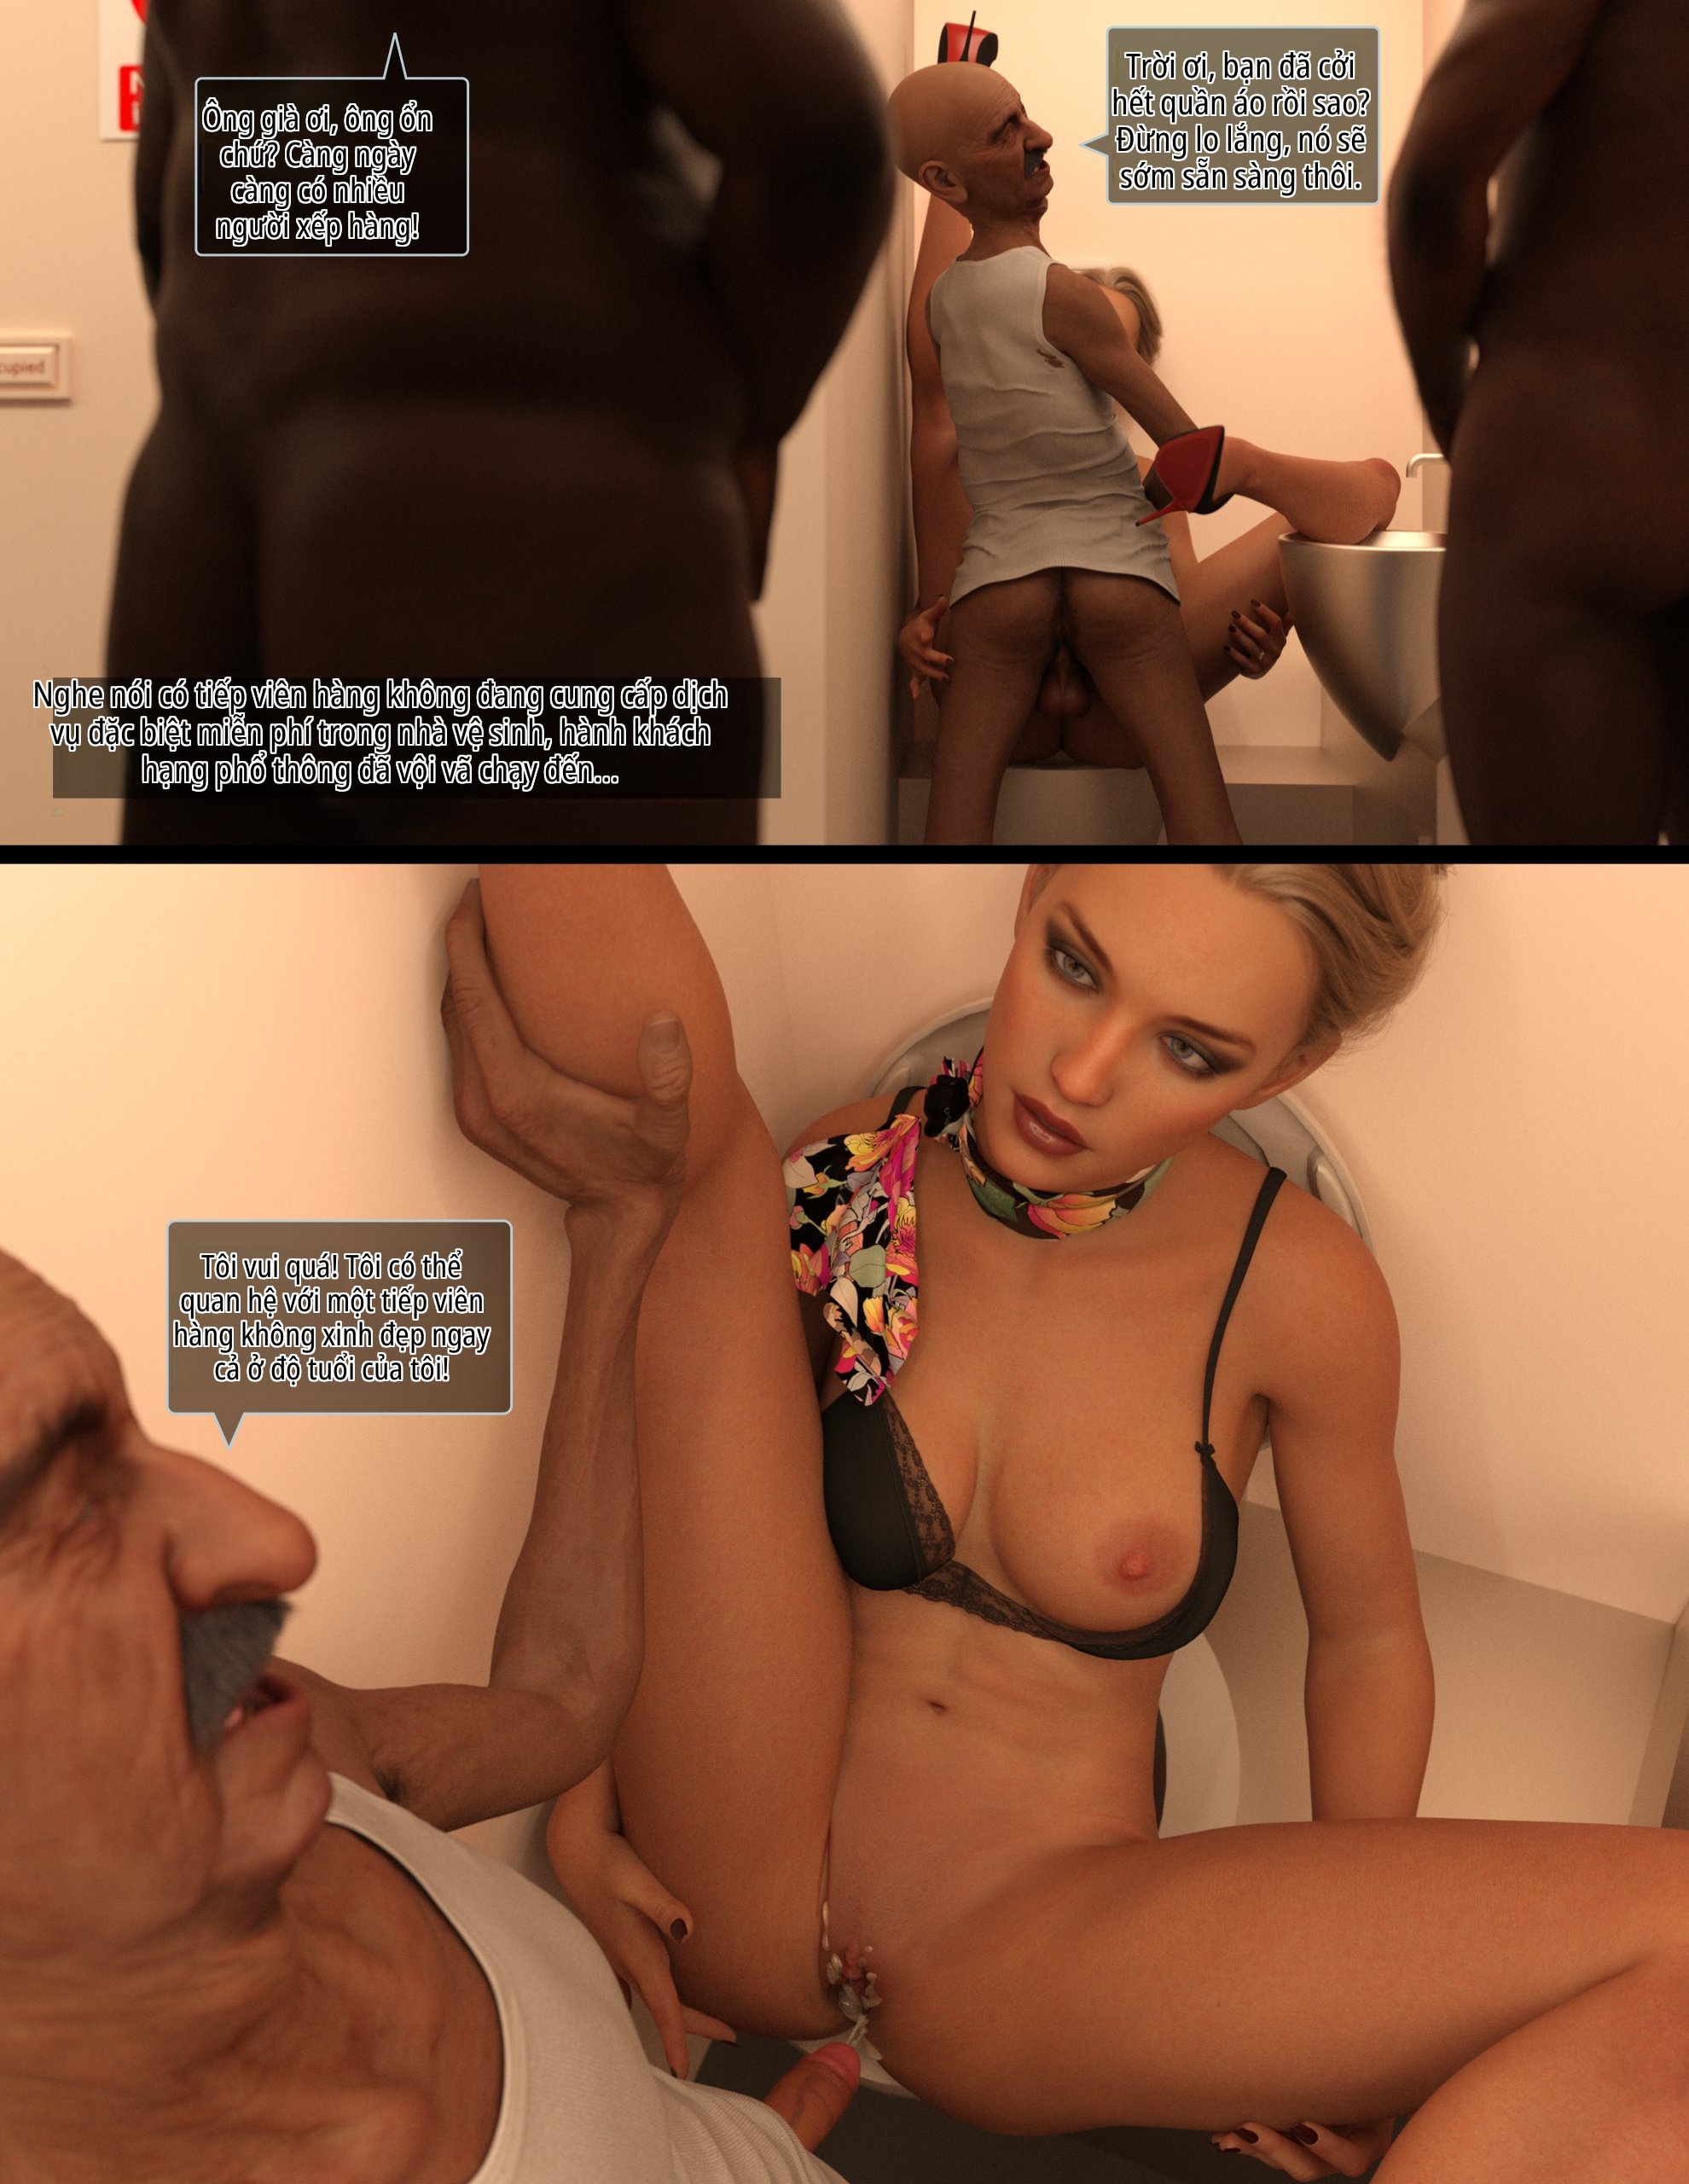 Ông già ơi, ông ổn
chứ? Càng ngày
càng có nhiều
người xếp hàng!
Trời ơi, bạn đã cởi
hết quần áo rồi sao?
Đừng lo lắng, nó sẽ
sớm sẵn sàng thôi.
cupied
Nghe nói có tiếp viên hàng không đang cung cấp dịch
vụ đặc biệt miễn phí trong nhà vệ sinh, hành khách
hạng phổ thông đã vội vã chạy đến...
Tôi vui quá! Tôi có thể
quan hệ với một tiếp viên
hàng không xinh đẹp ngay
cả ở độ tuổi của tôi!